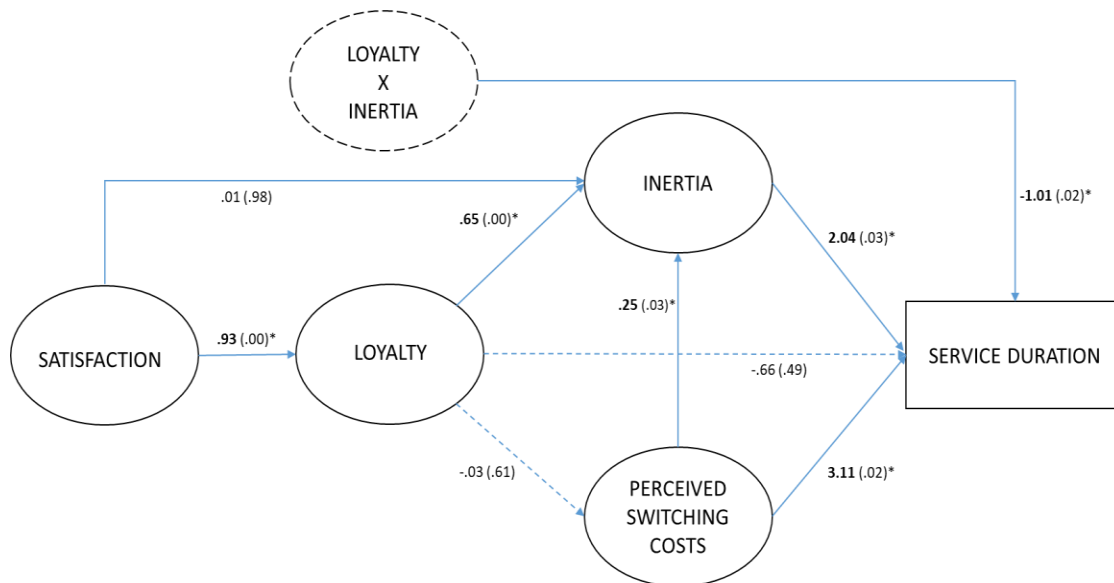 LOYALTY
X
INERTIA
INERTIA
.01 (.98)
-1.01 (.02)*
.65 (.00)*
2.04 (.03)*
.25 (.03)*
.93 (.00)*
SATISFACTION
LOYALTY
SERVICE DURATION
-.66 (.49)
-.03 (.61)
3.11 (.02)*
PERCEIVED
SWITCHING
COSTS